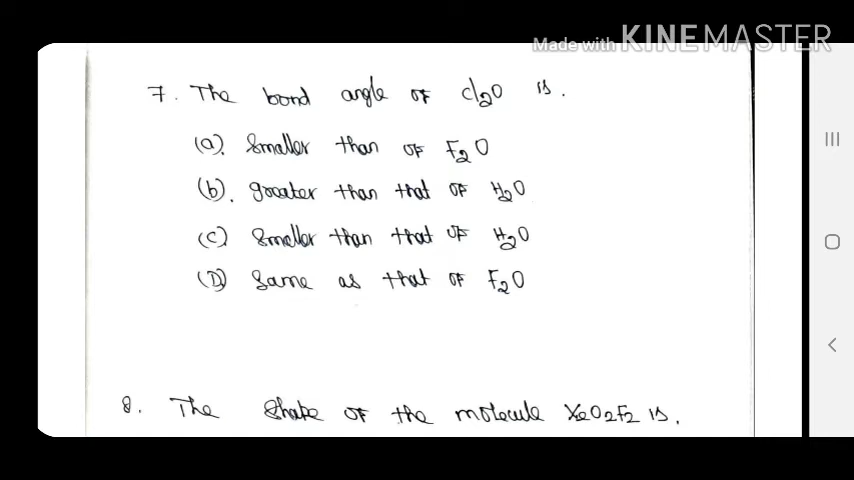 Made with KINEMASTER
7. The bond angle of Cl2O is.
(a). Smaller than of F2O
(b). greater than that of H2O
(C) Smaller than that of H2O
(D) Same as that of F2O
8. The Shape of the molecule XeO2F2 is.